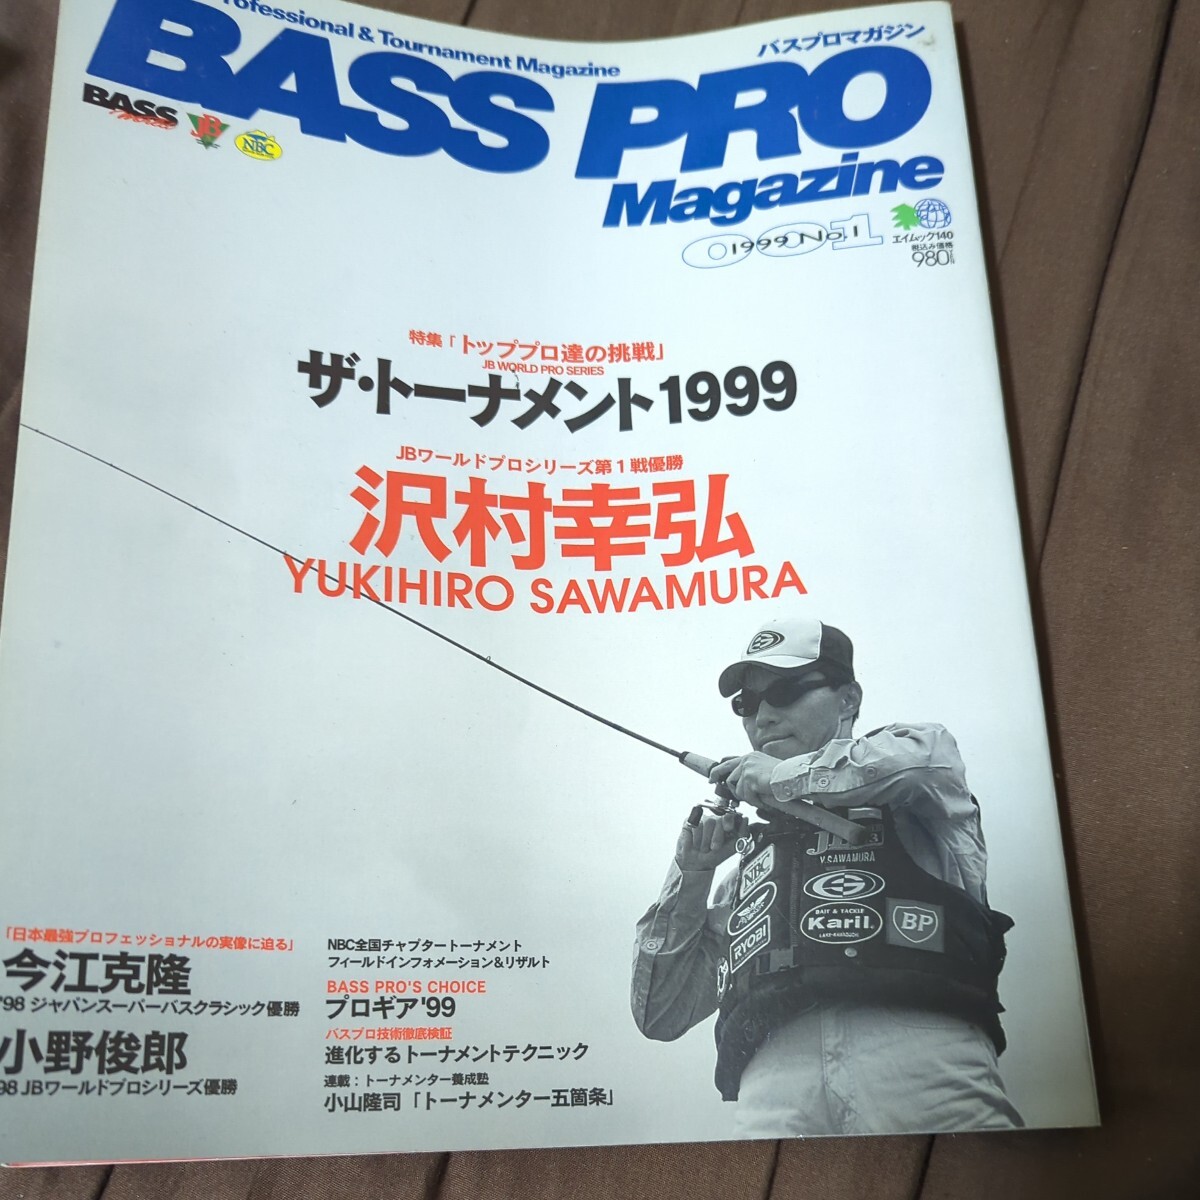 Professional & Tournament Magazine
バスプロマガジン
BASS PRO
Magazine
BASS
JB
NBC
001
1999 No.1
エイムック140
税込み価格
980円
特集「トッププロ達の挑戦」
JB WORLD PRO SERIES
ザ・トーナメント1999
JBワールドプロシリーズ第1戦優勝
沢村幸弘
YUKIHIRO SAWAMURA
Y.SAWAMURA
NBC
BAIT & TACKLE
Karil.
BP
RYOBI
「日本最強プロフェッショナルの実像に迫る」
今江克隆
'98 ジャパンスーパーバスクラシック優勝
小野俊郎
98 JBワールドプロシリーズ優勝
NBC全国チャプタートーナメント
フィールドインフォメーション&リザルト
BASS PRO'S CHOICE
プロギア'99
バスプロ技術徹底検証
進化するトーナメントテクニック
連載:トーナメンター養成塾
小山隆司「トーナメンター五箇条」